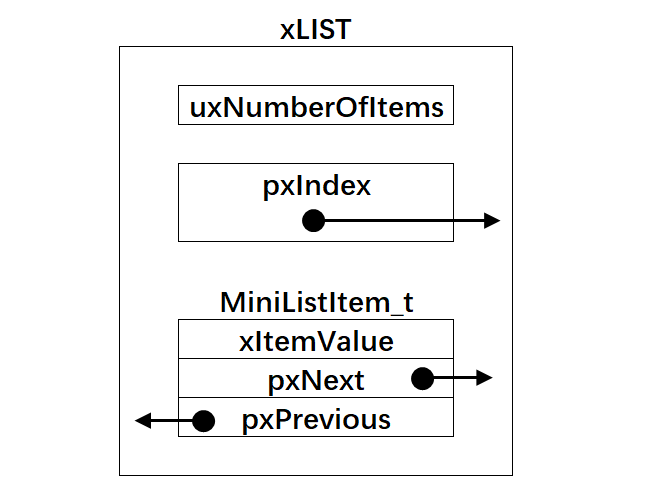 xLIST
uxNumberOfItems
pxIndex
MiniListItem_t
xItemValue
pxNext
pxPrevious